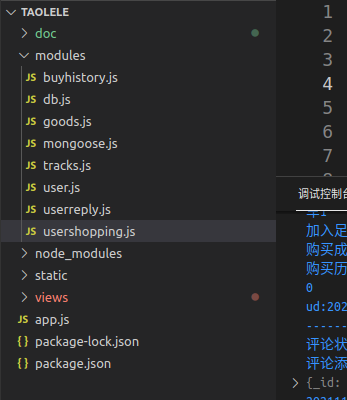 TAOLELE
doc
modules
JS buyhistory.js
JS db.js
JS goods.js
JS mongoose.js
JS tracks.js
JS user.js
JS userreply.js
JS usershopping.js
node_modules
static
views
JS app.js
{} package-lock.json
{} package.json
1
2
3
4
5
6
7
调试控制台
加入足
购买成
购买历
0
ud:202
------
评论状
评论添
{_id: